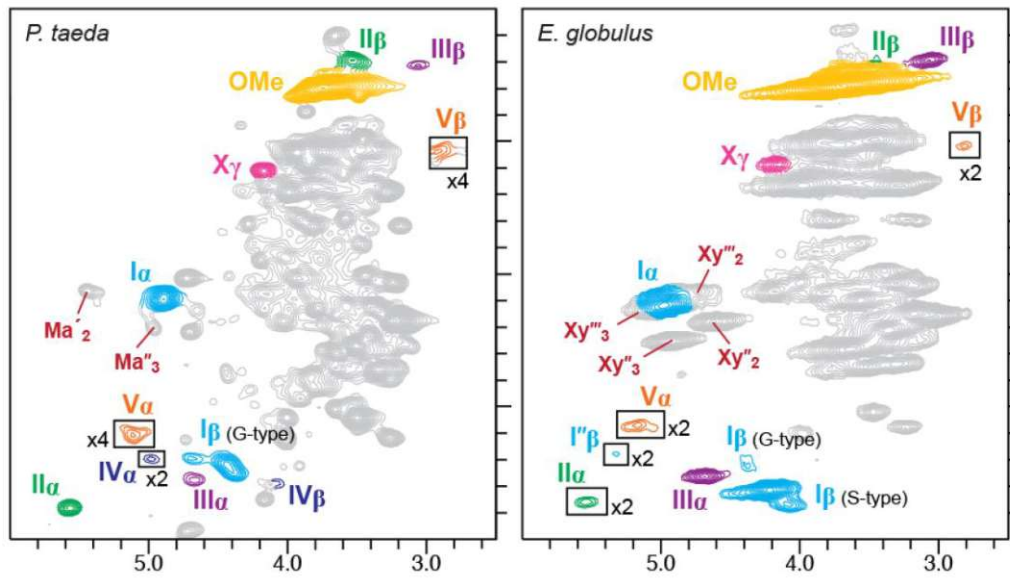 P. taeda
IIβ
IIIβ
OMe
Vβ
x4
Xγ
Iα
Ma´2
Ma"3
Vα
x4
Iβ (G-type)
IVα
x2
IIα
IIIα
IVβ
5.0
4.0
3.0
E. globulus
IIβ
IIIβ
OMe
Vβ
x2
Xγ
Iα
Xy'''2
Xy'''3
Xy"3
Xy"2
Vα
x2
I"β
x2
Iβ (G-type)
IIα
x2
IIIα
Iβ (S-type)
5.0
4.0
3.0